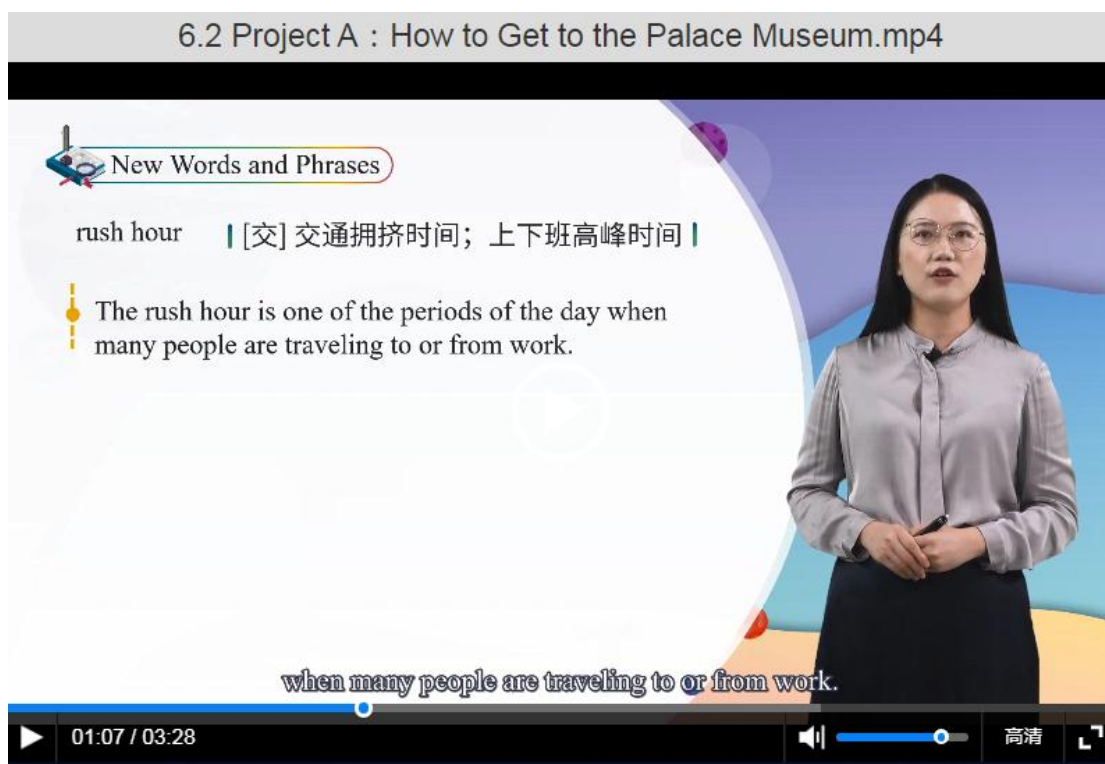 6.2 Project A：How to Get to the Palace Museum.mp4
New Words and Phrases
rush hour [交] 交通拥挤时间；上下班高峰时间
The rush hour is one of the periods of the day when
many people are traveling to or from work.
when many people are traveling to or from work.
01:07 / 03:28 高清